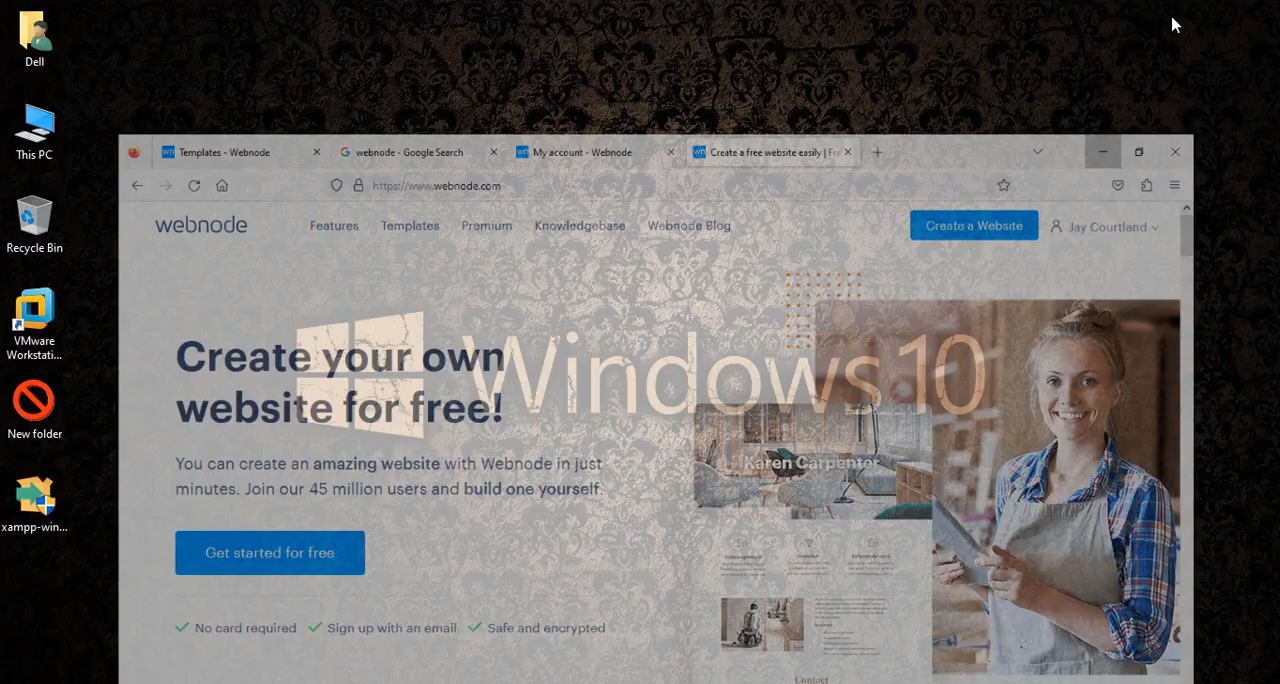 Dell
This PC
Recycle Bin
VMware
Workstati...
New folder
xampp-win...
Templates - Webnode
webnode - Google Search
My account - Webnode
Create a free website easily | Fre
https://www.webnode.com
webnode
Features
Templates
Premium
Knowledgebase
Webnode Blog
Create a Website
Jay Courtland
Create your own
website for free!
Windows 10
You can create an amazing website with Webnode in just
minutes. Join our 45 million users and build one yourself.
Get started for free
No card required
Sign up with an email
Safe and encrypted
Karen Carpenter
Contact